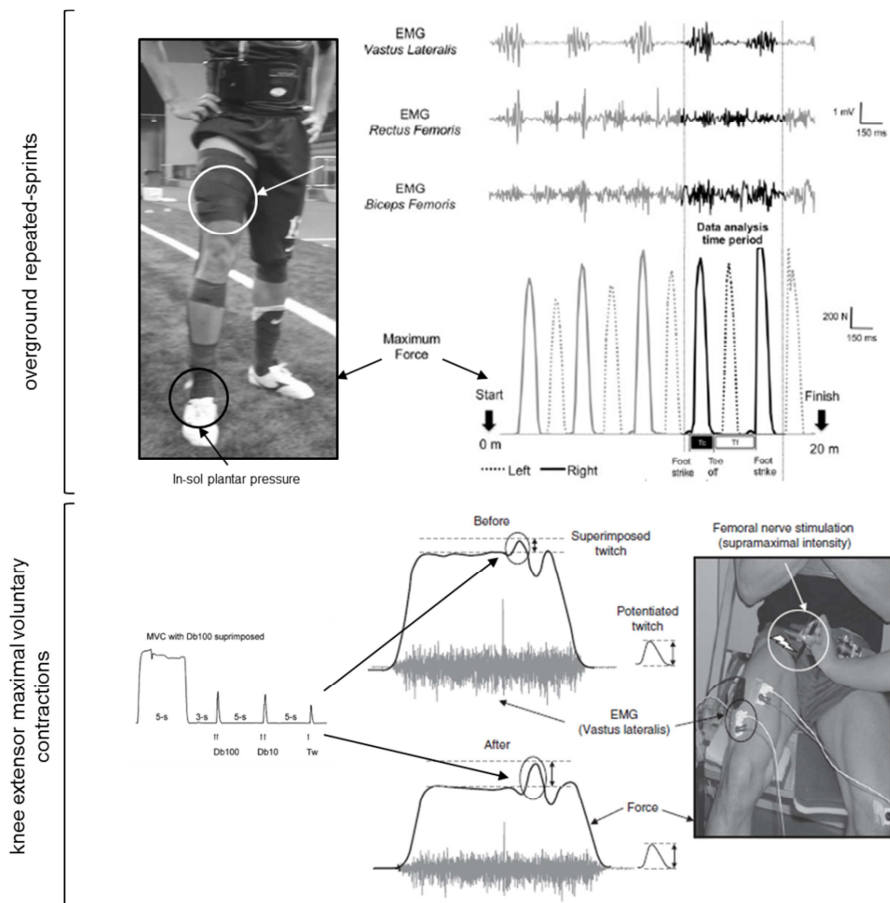 overground repeated-sprints
EMG
Vastus Lateralis
EMG
Rectus Femoris
1 mV
150 ms
EMG
Biceps Femoris
Data analysis
time period
200 N
150 ms
Maximum
Force
Start
Finish
0 m
Tc
Tf
20 m
Foot
strike
Toe
off
Foot
strike
Left
Right
In-sol plantar pressure
knee extensor maximal voluntary
contractions
Before
Superimposed
twitch
Femoral nerve stimulation
(supramaximal intensity)
Potentiated
twitch
MVC with Db100 suprimposed
5-s
3-s
5-s
5-s
Db100
Db10
Tw
EMG
(Vastus lateralis)
After
Force